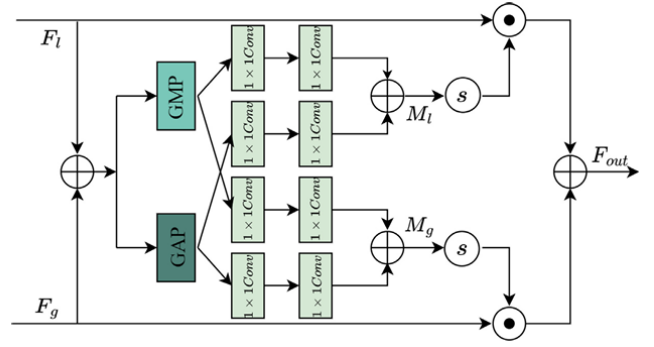 F_l
GMP
1 × 1Conv
1 × 1Conv
1 × 1Conv
1 × 1Conv
M_l
s
F_out
GAP
1 × 1Conv
1 × 1Conv
1 × 1Conv
1 × 1Conv
M_g
s
F_g